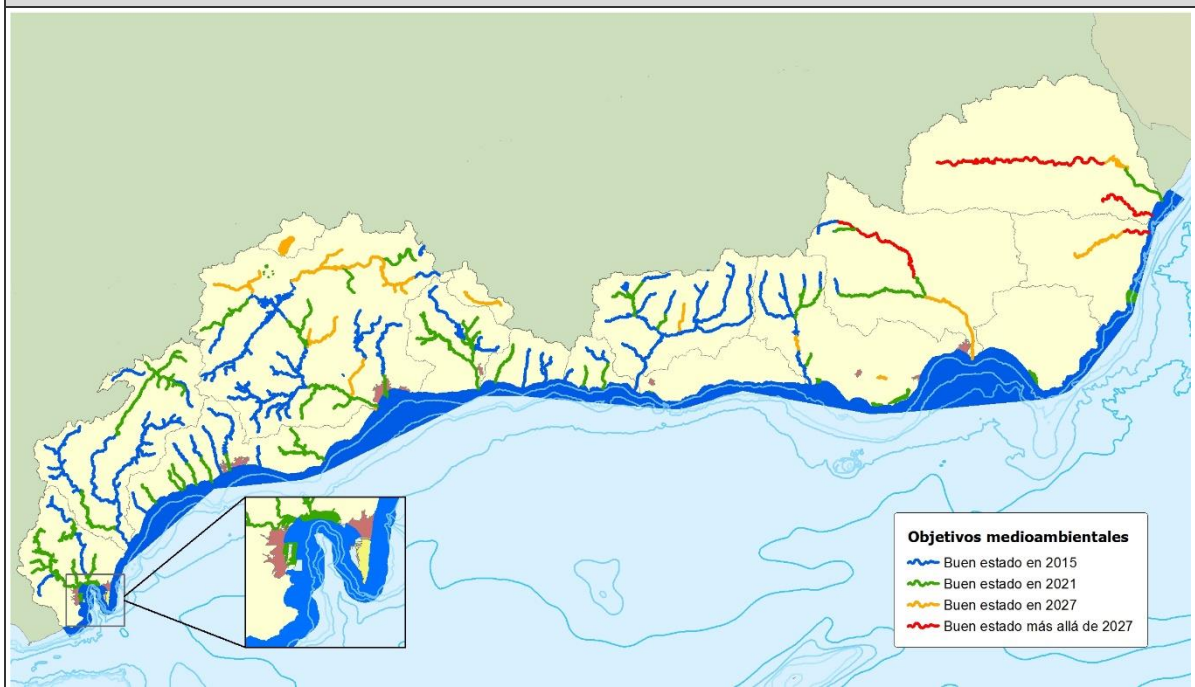 Objetivos medioambientales
Buen estado en 2015
Buen estado en 2021
Buen estado en 2027
Buen estado más allá de 2027